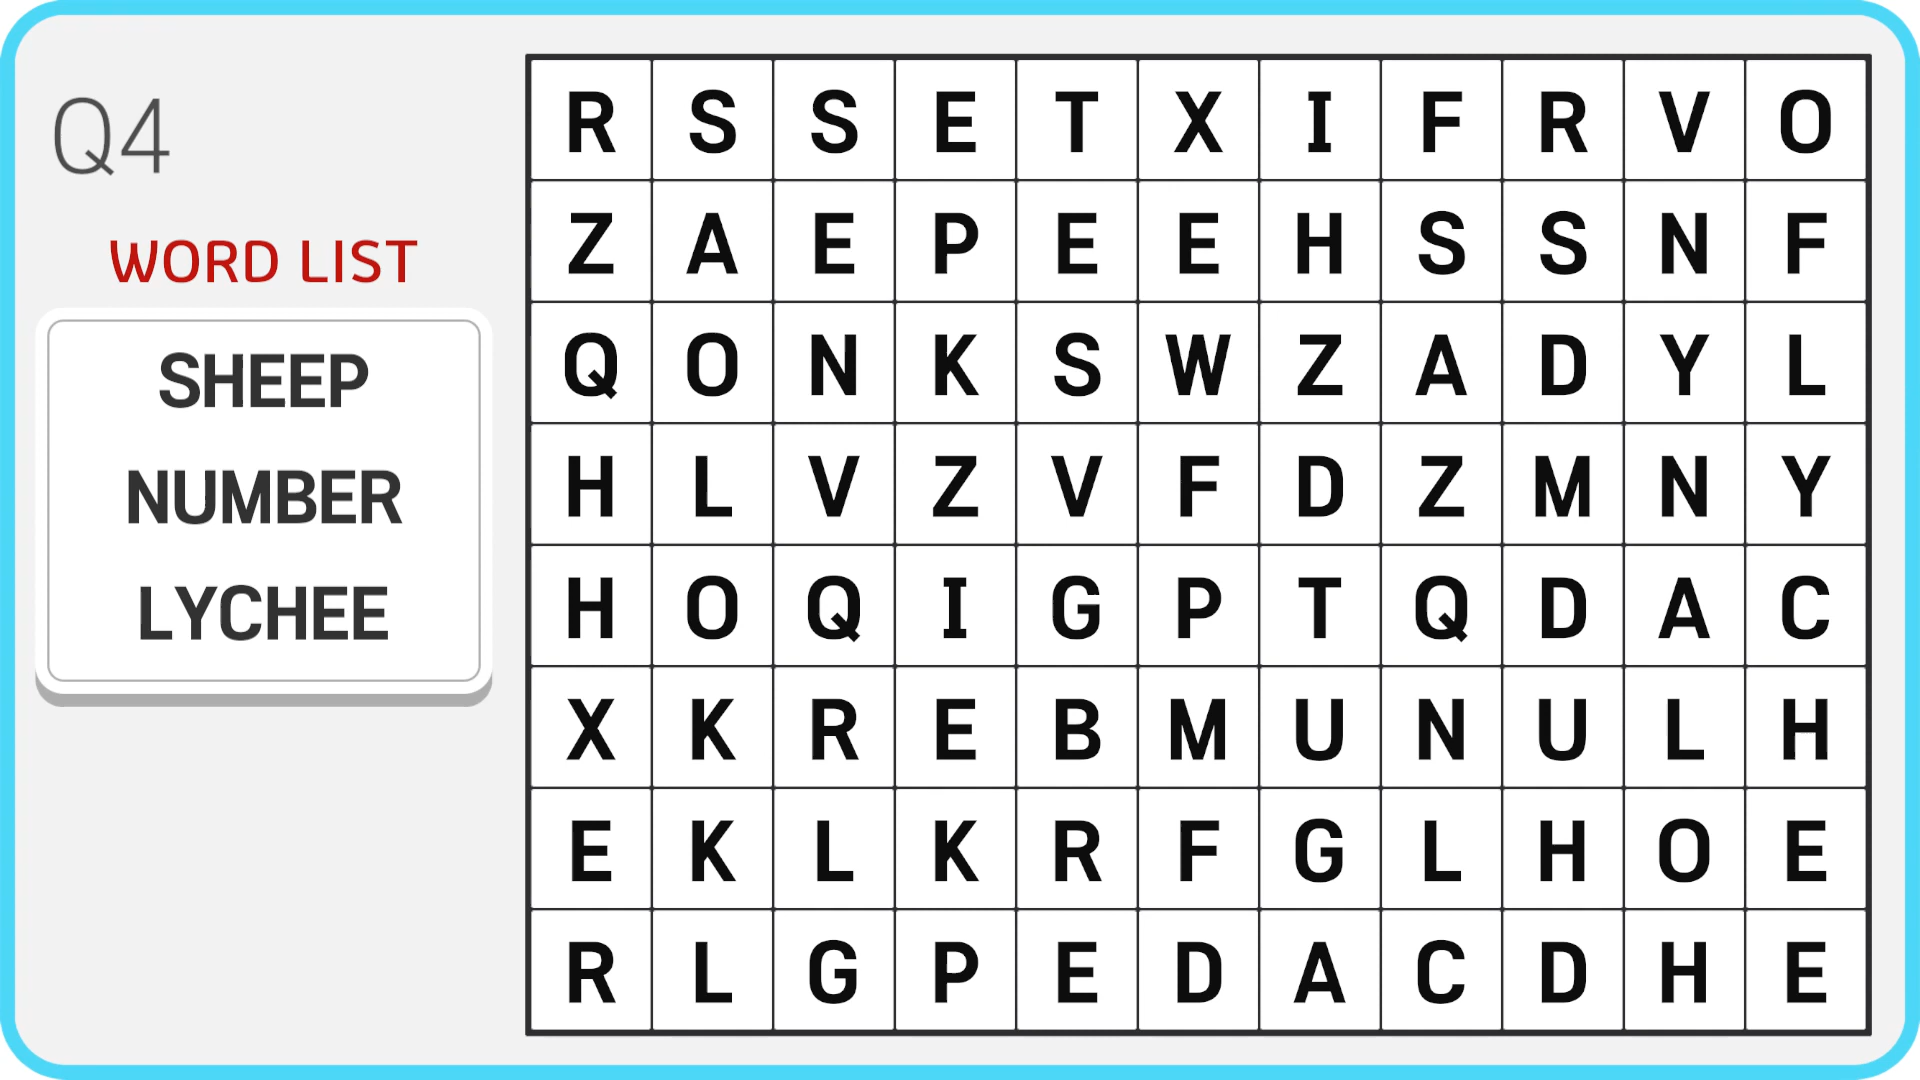 Q4
WORD LIST
SHEEP
NUMBER
LYCHEE
R S S E T X I F R V O
Z A E P E E H S S N F
Q O N K S W Z A D Y L
H L V Z V F D Z M N Y
H O Q I G P T Q D A C
X K R E B M U N U L H
E K L K R F G L H O E
R L G P E D A C D H E